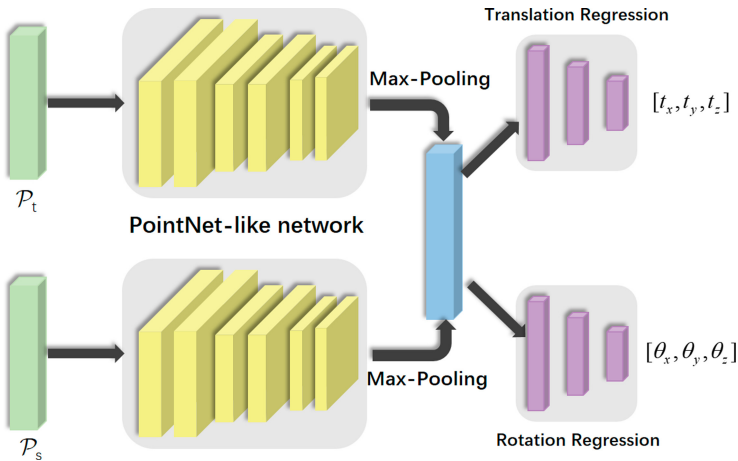 Translation Regression
Max-Pooling
[t_x, t_y, t_z]
𝒫_t
PointNet-like network
[θ_x, θ_y, θ_z]
Max-Pooling
𝒫_s
Rotation Regression